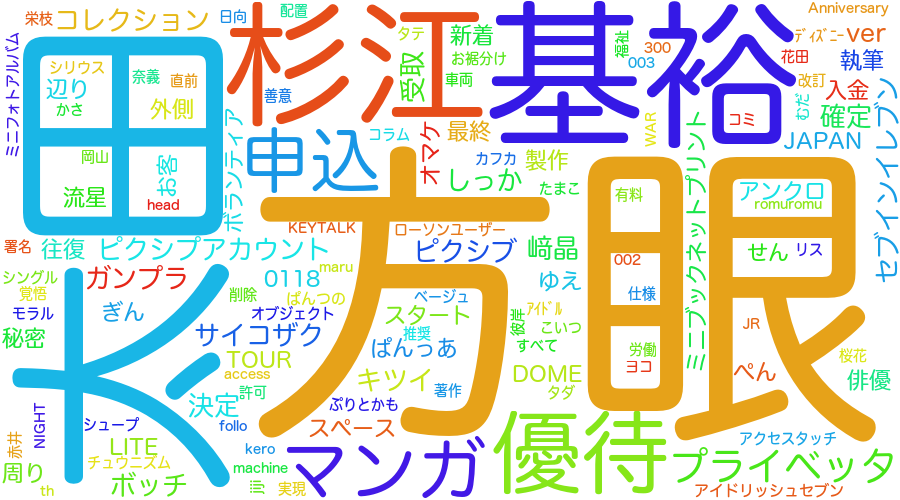 栄枝
コレクション
日向
配置
杉江
基裕
タテ
新着
福祉
300
ディズニー
Anniversary
ver
田
シリウス
奈義
直前
辺り
外側
かさ
善意
受取
お裾分け
車両
003
花田
執筆
改訂
入金
ミニフォトアルバム
ボランティア
申込
コラム
オマケ
最終
WAR
コミ
むだ
確定
JAPAN
岡山
お客
流星
head
カフカ
製作
しっか
たまこ
有料
アンクロ
romuromu
セブンインレブン
ミニブックネットプリント
方眼
署名
往復
ピクシブアカウント
KEYTALK
ローソンユーザー
ピクシブ
崎晶
002
せん
リス
シングル
覚悟
ガンプラ
0118
maru
ゆえ
モラル
ぎん
削除
ぱんつの
ベージュ
仕様
オブジェクト
スタート
アイドル
JR
秘密
サイコザク
推奨
ぱんつあ
彼岸
こいつ
すべて
労働
ヨコ
桜花
TOUR
access
キツイ
著作
DOME
タダ
ぺん
俳優
大
許可
決定
ぷりとかも
NIGHT
シュープ
follo
スペース
優待
アクセスタッチ
赤井
LITE
kero
マンガ
プライベッタ
周り
チュウニズム
machine
th
ボッチ
jiji
実現
アイドリッシュセブン